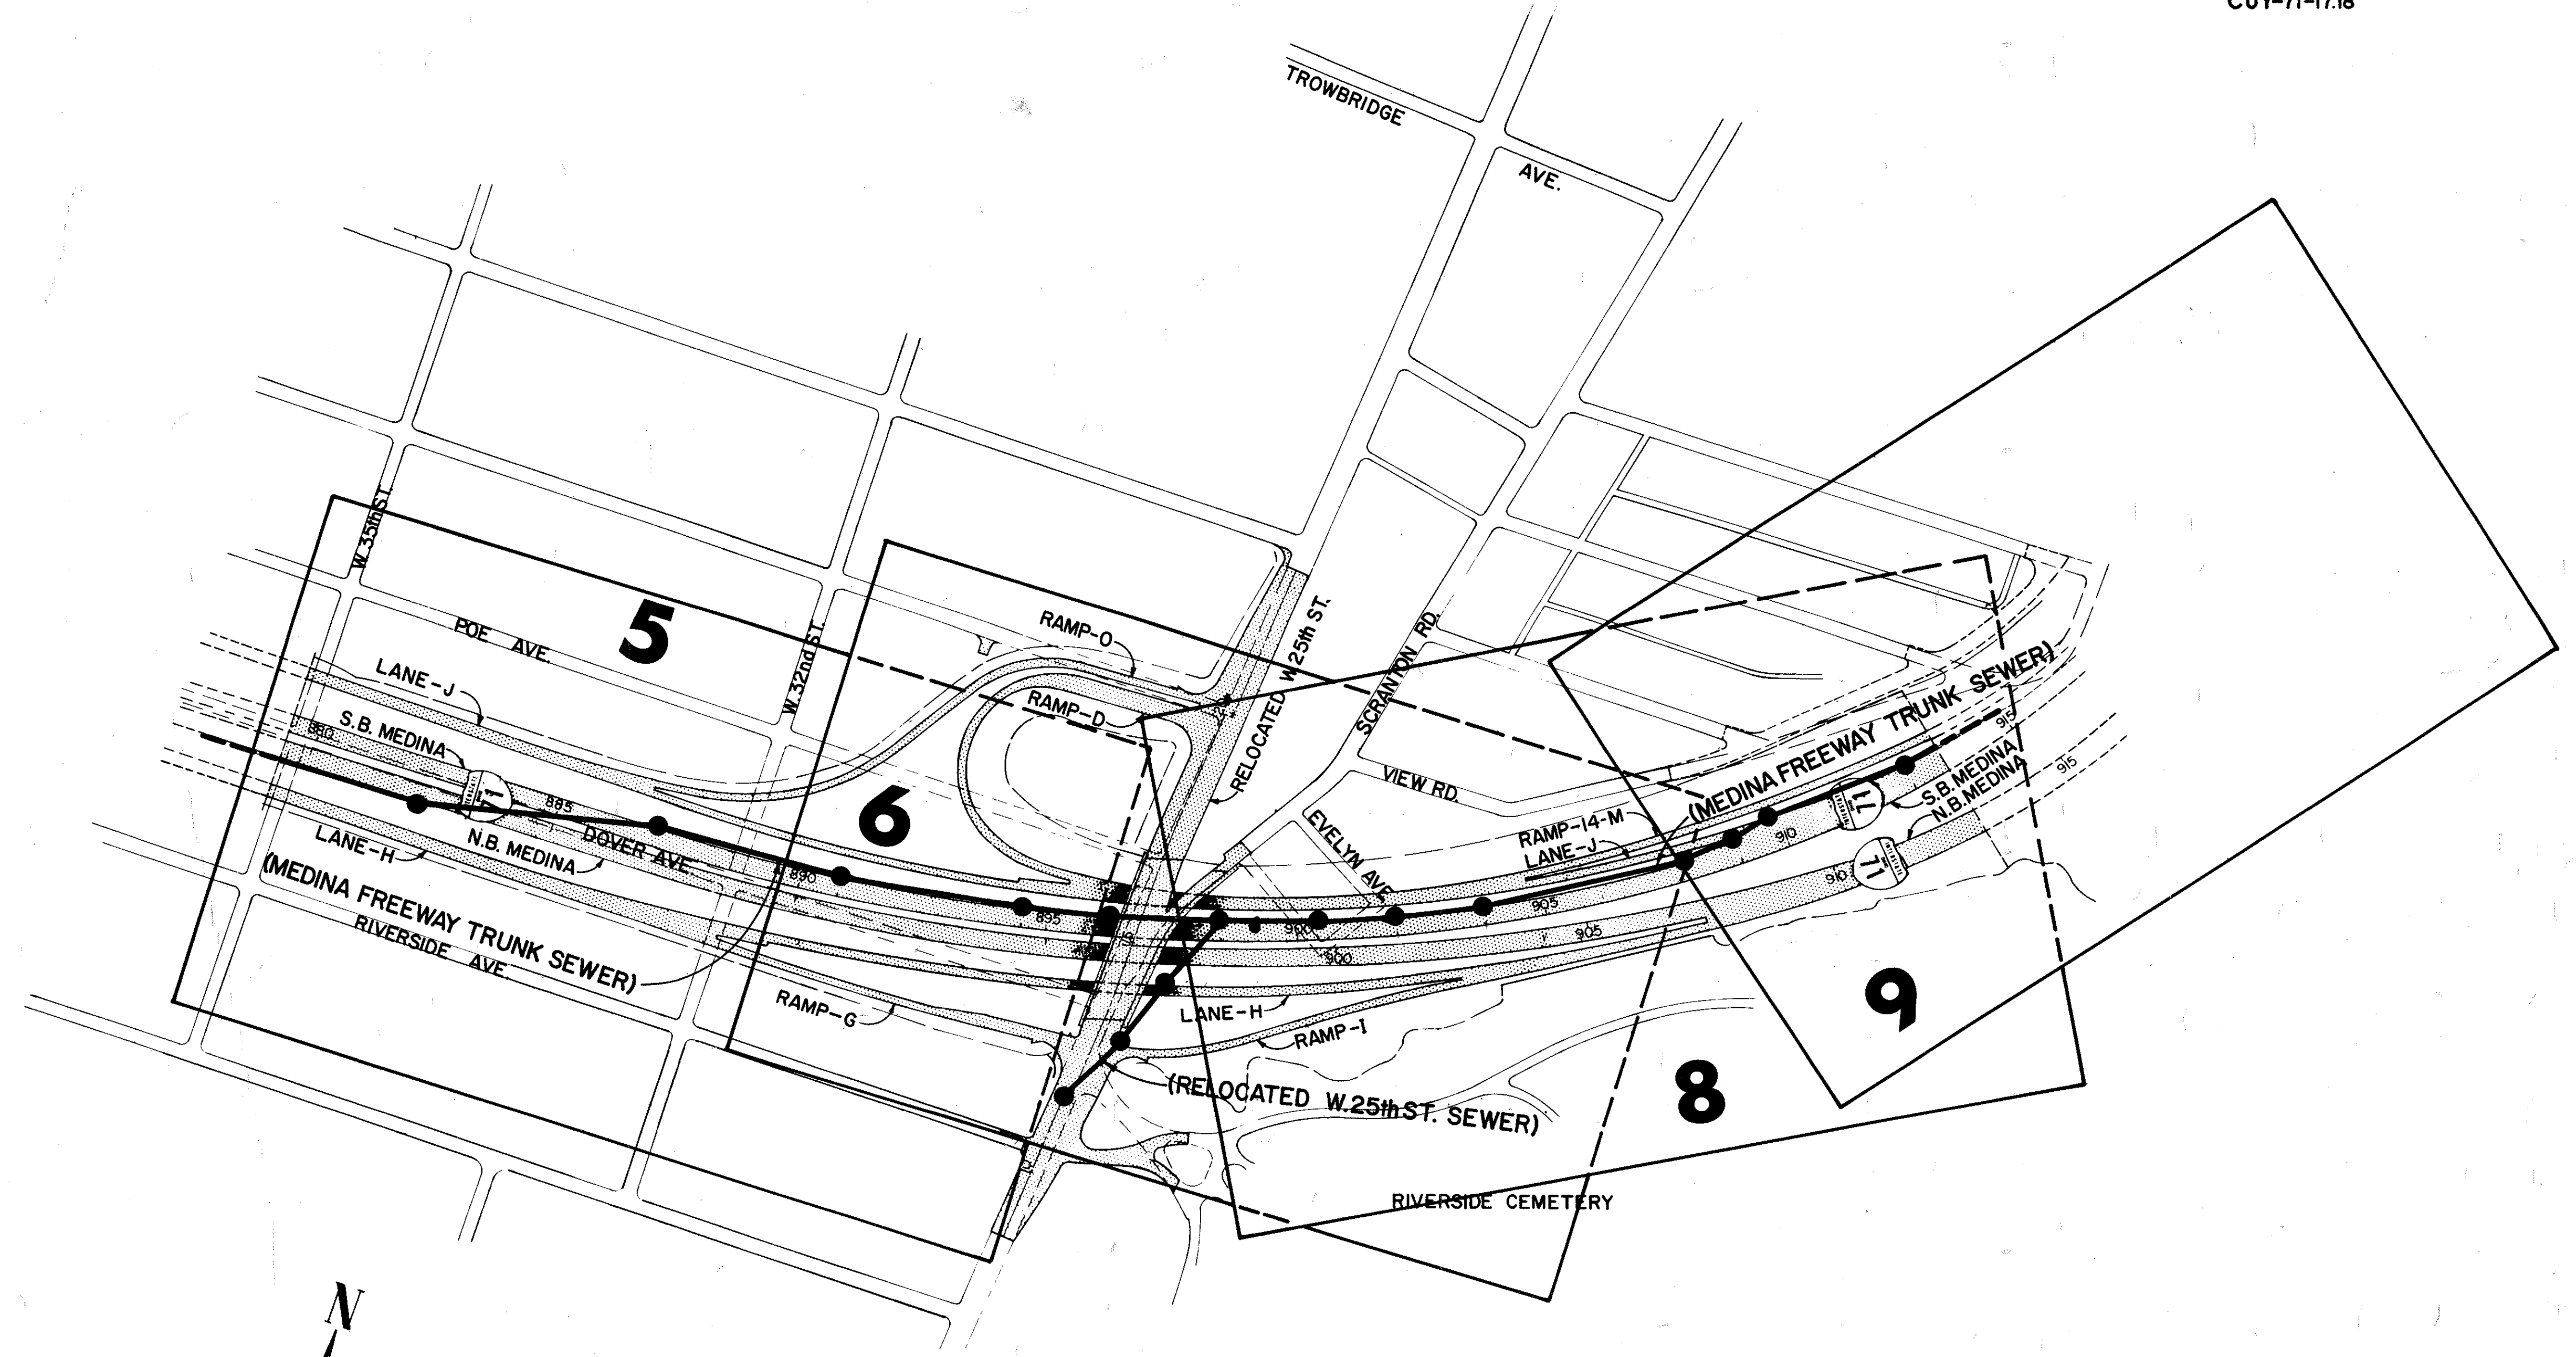 CUY-71-17.18
TROWBRIDGE
AVE.
W. 35th ST.
5
POE AVE.
W. 32nd ST.
RAMP-O
RELOCATED W. 25th ST.
SCRANTON RD.
LANE-J
RAMP-D
S.B. MEDINA
880
71
885
DOVER AVE.
6
VIEW RD.
EVELYN AVE.
RAMP-14-M
LANE-J
(MEDINA FREEWAY TRUNK SEWER)
915
S.B. MEDINA
N.B. MEDINA
915
71
910
71
910
LANE-H
N.B. MEDINA
(MEDINA FREEWAY TRUNK SEWER)
RIVERSIDE AVE.
890
895
900
900
905
905
RAMP-G
LANE-H
RAMP-I
9
8
(RELOCATED W. 25th ST. SEWER)
RIVERSIDE CEMETERY
N